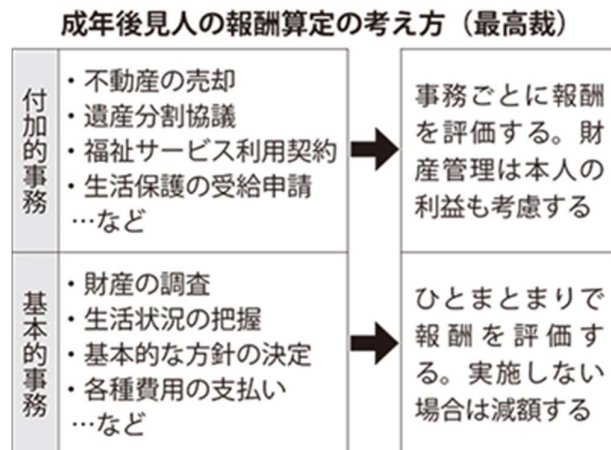 成年後見人の報酬算定の考え方（最高裁）
付加的事務
・不動産の売却
・遺産分割協議
・福祉サービス利用契約
・生活保護の受給申請
…など
事務ごとに報酬
を評価する。財
産管理は本人の
利益も考慮する
基本的事務
・財産の調査
・生活状況の把握
・基本的な方針の決定
・各種費用の支払い
…など
ひとまとまりで
報酬を評価す
る。実施しない
場合は減額する